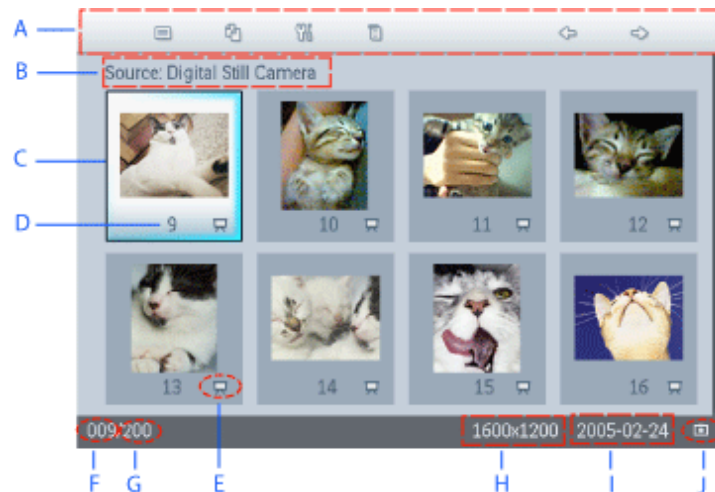 A
B Source: Digital Still Camera
C
D 9 10 11 12
13 14 15 16
009/200 1600x1200 2005-02-24
F G E H I J